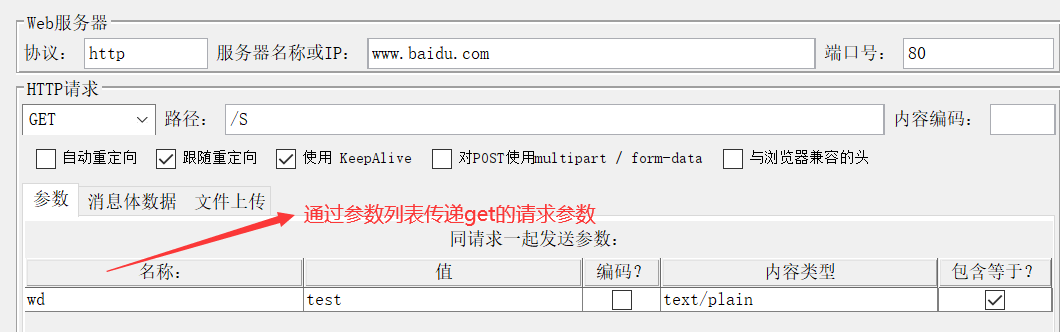 Web服务器
协议： http 服务器名称或IP： www.baidu.com 端口号： 80
HTTP请求
GET 路径： /S 内容编码：
自动重定向 跟随重定向 使用 KeepAlive 对POST使用multipart / form-data 与浏览器兼容的头
参数 消息体数据 文件上传
通过参数列表传递get的请求参数
同请求一起发送参数：
名称： 值 编码？ 内容类型 包含等于？
wd test text/plain